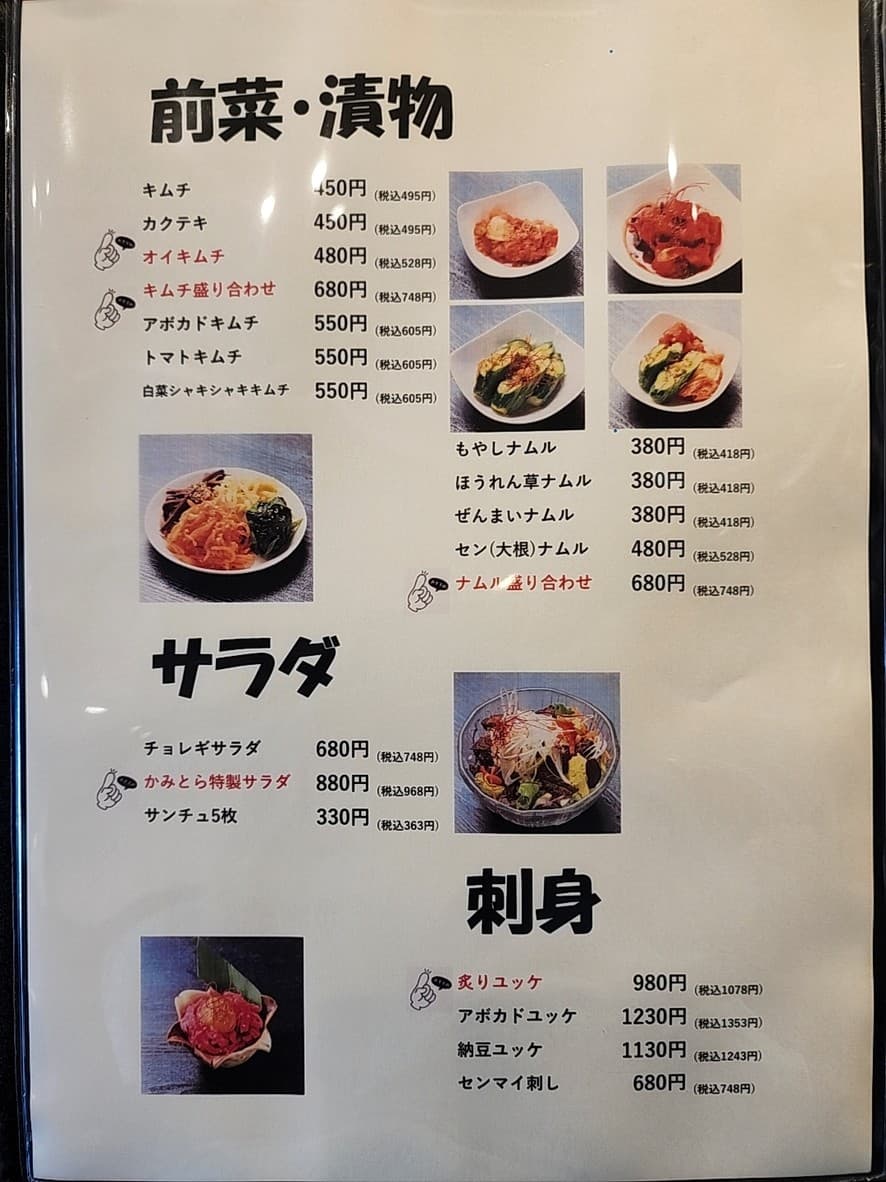 前菜・漬物
キムチ 450円 (税込495円)
カクテキ 450円 (税込495円)
オイキムチ 480円 (税込528円)
キムチ盛り合わせ 680円 (税込748円)
アボカドキムチ 550円 (税込605円)
トマトキムチ 550円 (税込605円)
白菜シャキシャキキムチ 550円 (税込605円)
もやしナムル 380円 (税込418円)
ほうれん草ナムル 380円 (税込418円)
ぜんまいナムル 380円 (税込418円)
セン(大根)ナムル 480円 (税込528円)
ナムル盛り合わせ 680円 (税込748円)
サラダ
チョレギサラダ 680円 (税込748円)
かみとら特製サラダ 880円 (税込968円)
サンチュ5枚 330円 (税込363円)
刺身
炙りユッケ 980円 (税込1078円)
アボカドユッケ 1230円 (税込1353円)
納豆ユッケ 1130円 (税込1243円)
センマイ刺し 680円 (税込748円)